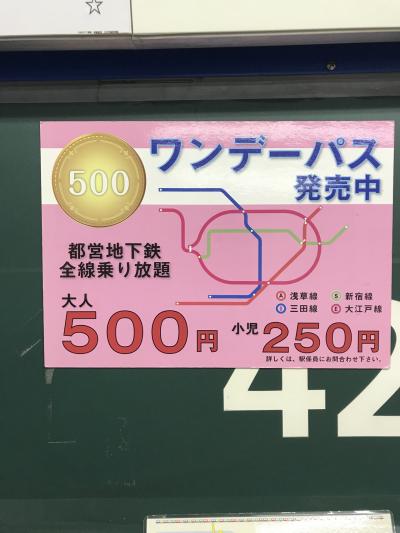 ☆
500
ワンデーパス
発売中
都営地下鉄
全線乗り放題
A 浅草線
S 新宿線
I 三田線
E 大江戸線
大人
500円
小児 250円
詳しくは、駅係員にお問合わせ下さい。
42